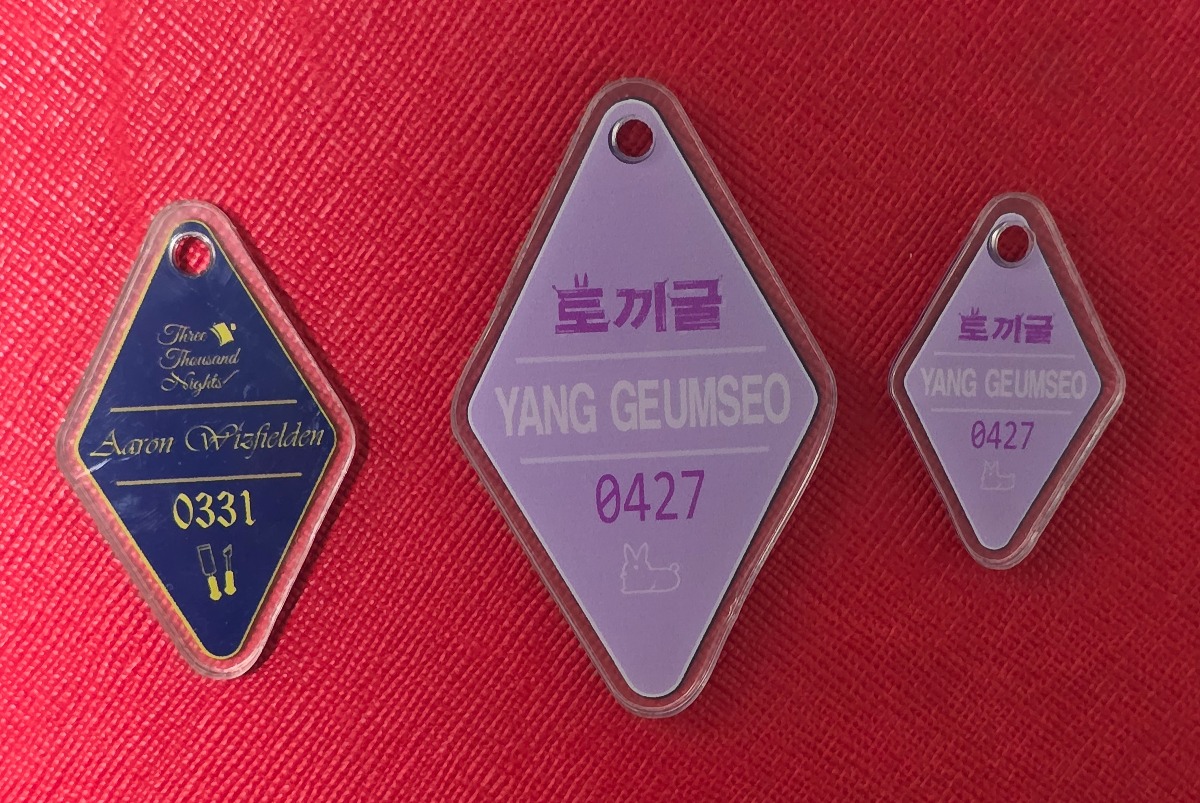 Three
Thousand
Nights
Aaron Wizfielden
0331
토끼굴
YANG GEUMSEO
0427
토끼굴
YANG GEUMSEO
0427